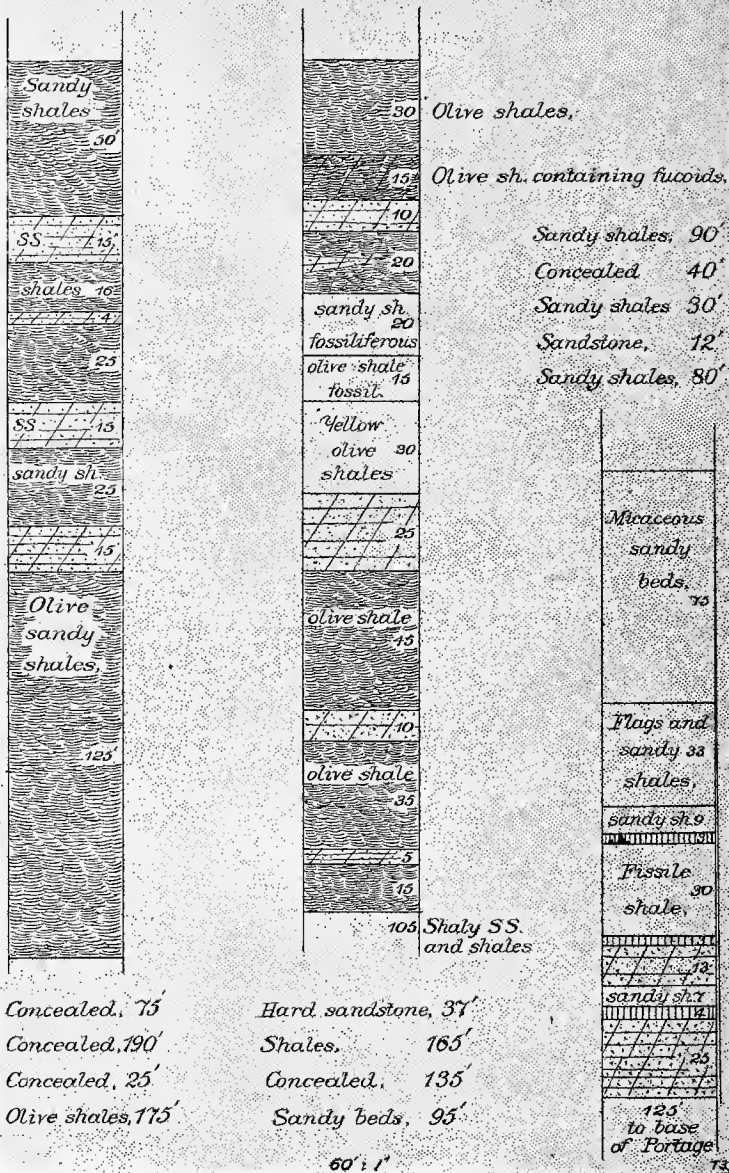 Sandy
shales
50'
SS 15
shales 16
4
25
SS 15
sandy sh.
25
15
Olive
sandy
shales,
125'
Concealed, 75'
Concealed, 190'
Concealed, 25'
Olive shales, 175'
30 Olive shales,
15 Olive sh. containing fucoids.
10
20
sandy sh.
20
fossiliferous
olive shale
15
fossil.
Yellow
olive 30
shales
25
olive shale
45
10
olive shale
35
5
15
105 Shaly SS.
and shales
Hard sandstone, 37'
Shales, 165'
Concealed, 135'
Sandy beds, 95'
60' : 1"
Sandy shales, 90'
Concealed 40'
Sandy shales 30'
Sandstone, 12'
Sandy shales, 80'
Micaceous
sandy
beds,
75
Flags and
sandy 33
shales,
sandy sh. 9
3
Fissile
30
shale,
13
sandy sh. 7
4
25
125'
to base
of Portage